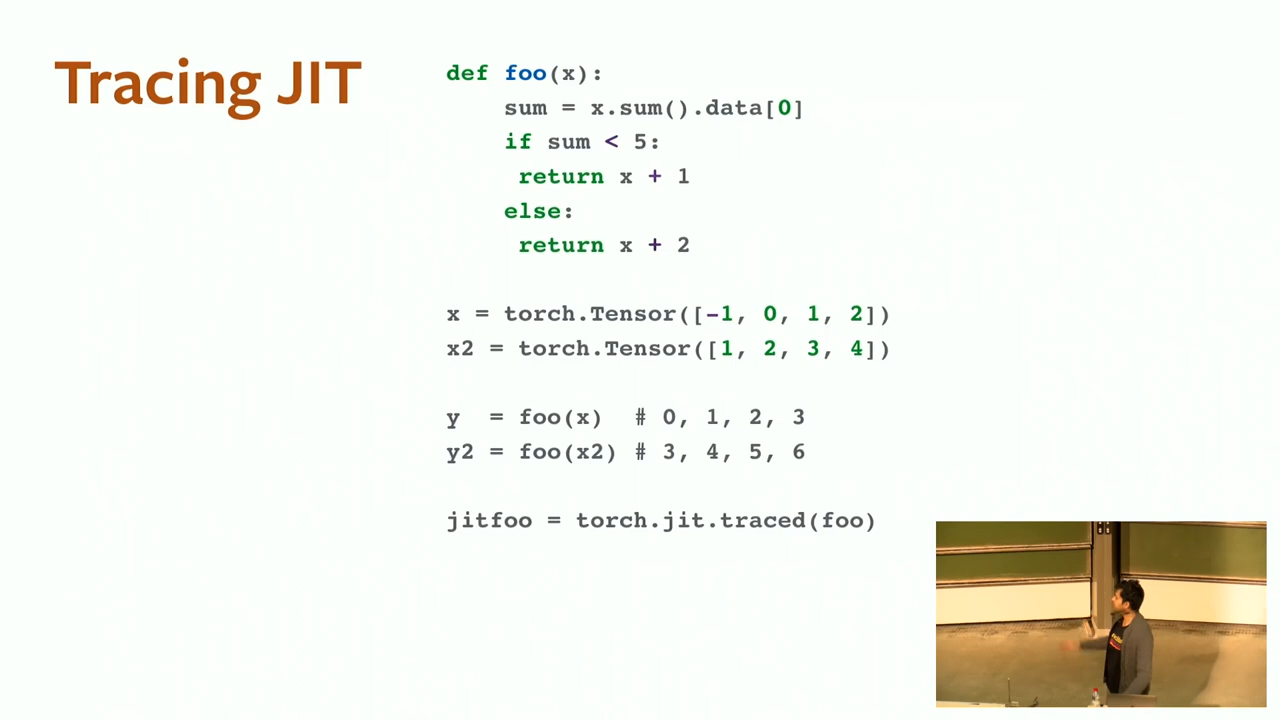 Tracing JIT
def foo(x):
sum = x.sum().data[0]
if sum < 5:
return x + 1
else:
return x + 2
x = torch.Tensor([-1, 0, 1, 2])
x2 = torch.Tensor([1, 2, 3, 4])
y = foo(x) # 0, 1, 2, 3
y2 = foo(x2) # 3, 4, 5, 6
jitfoo = torch.jit.traced(foo)